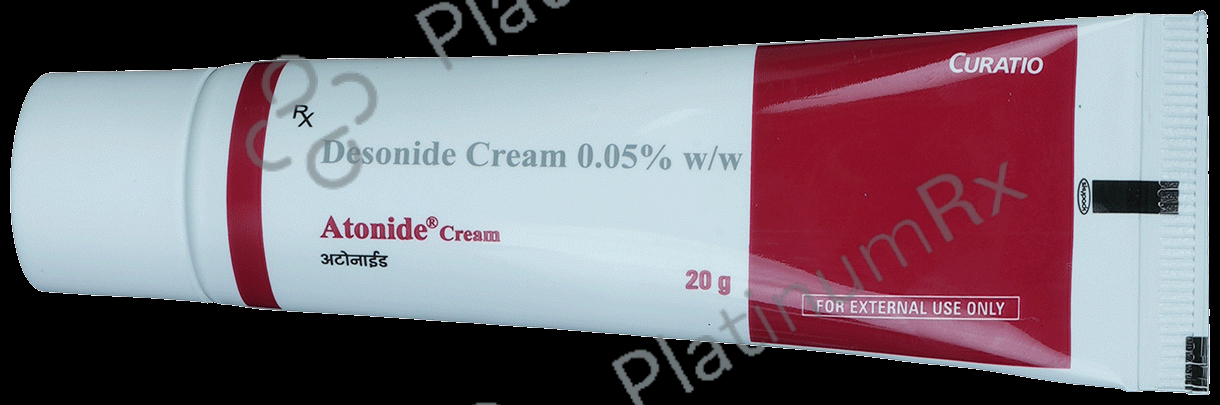 CURATIO
Rx
Desonide Cream 0.05% w/w
Atonide® Cream
अटोनाईड
20 g
FOR EXTERNAL USE ONLY
PlatinumRx
PlatinumRx